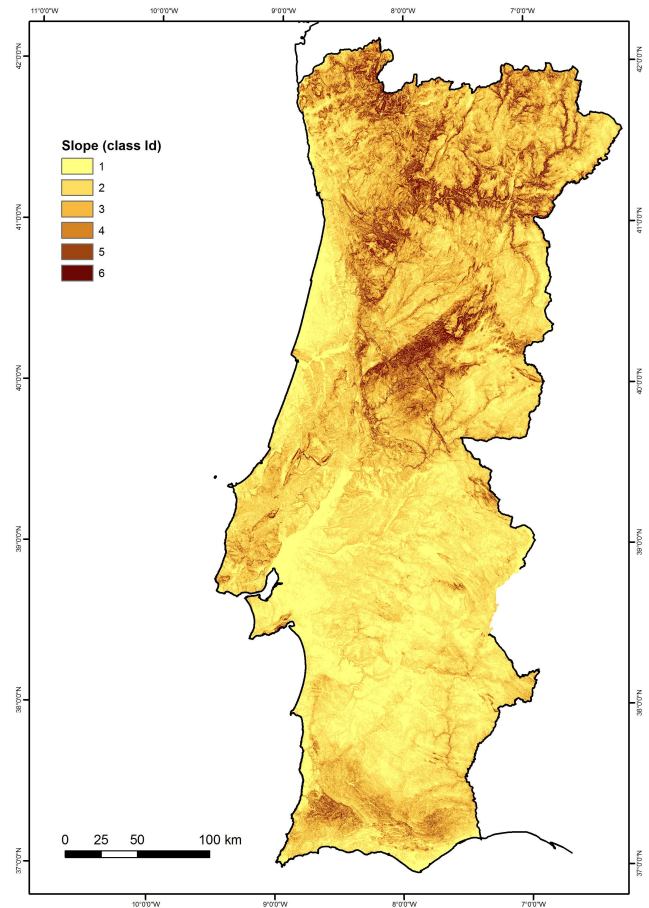 11°0'0"W 10°0'0"W 9°0'0"W 8°0'0"W 7°0'0"W
42°0'0"N 42°0'0"N
Slope (class Id)
1
2
3
4
5
6
41°0'0"N 41°0'0"N
40°0'0"N 40°0'0"N
39°0'0"N 39°0'0"N
38°0'0"N 38°0'0"N
0 25 50 100 km
37°0'0"N 37°0'0"N
10°0'0"W 9°0'0"W 8°0'0"W 7°0'0"W